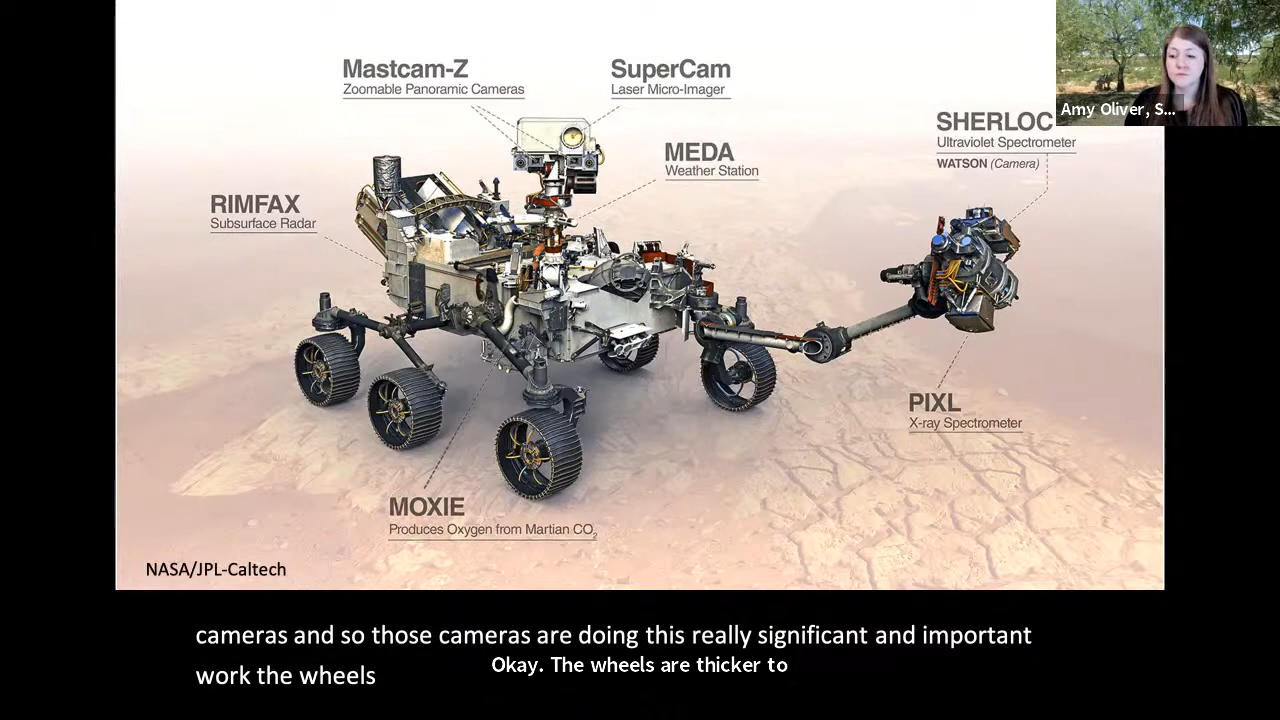 Mastcam-Z
Zoomable Panoramic Cameras
SuperCam
Laser Micro-Imager
Amy Oliver, S...
SHERLOC
Ultraviolet Spectrometer
WATSON (Camera)
MEDA
Weather Station
RIMFAX
Subsurface Radar
PIXL
X-ray Spectrometer
MOXIE
Produces Oxygen from Martian CO₂
NASA/JPL-Caltech
cameras and so those cameras are doing this really significant and important
work the wheels
Okay. The wheels are thicker to